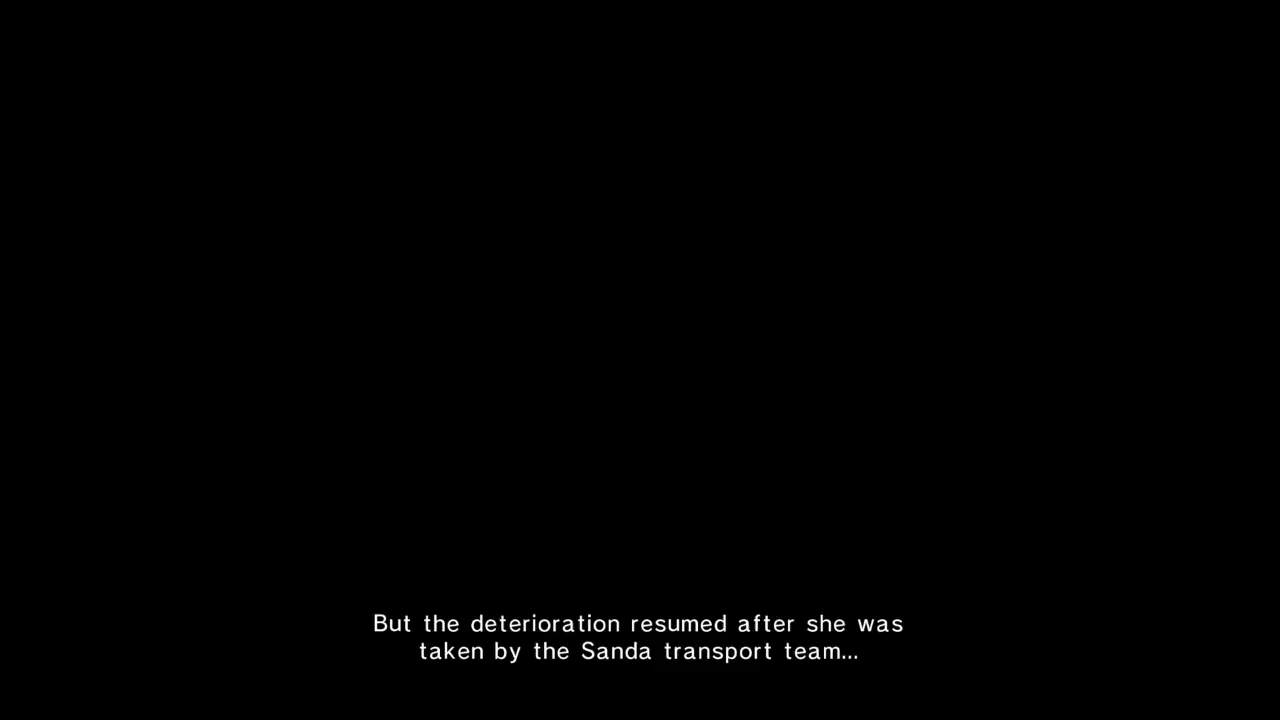 But the deterioration resumed after she was
taken by the Sanda transport team...